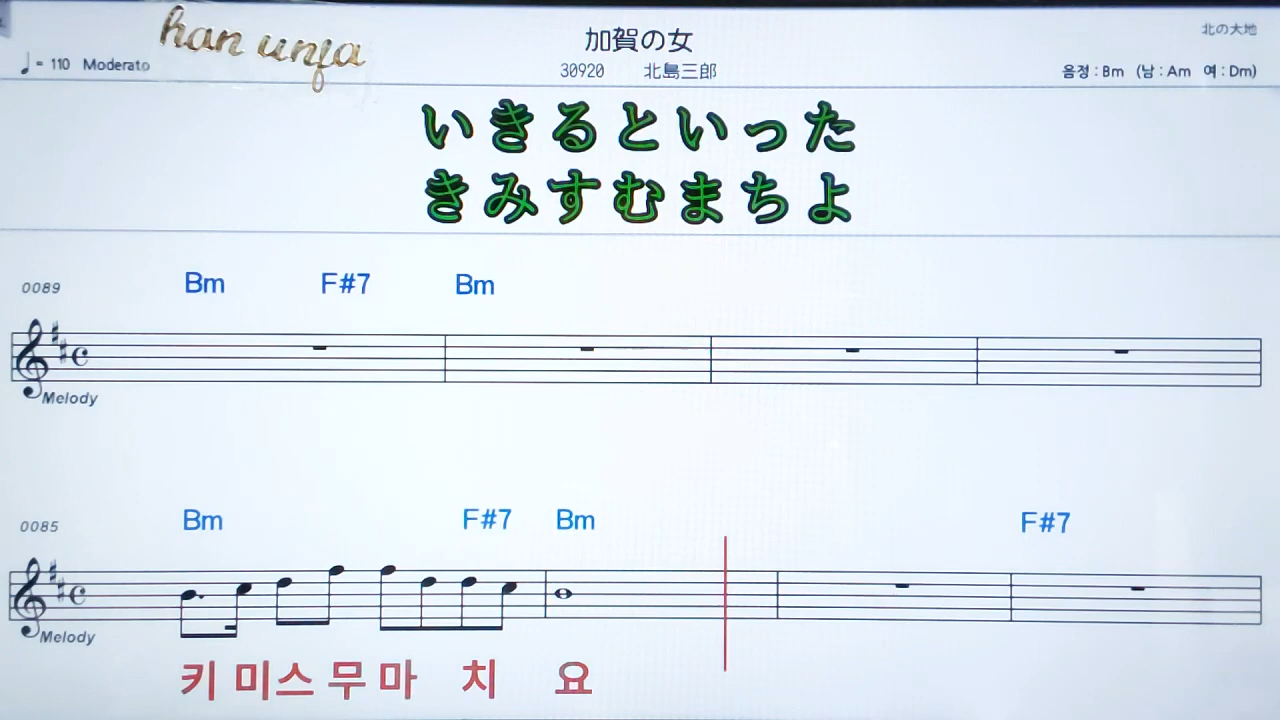 han unfa
加賀の女
北の大地
♩= 110 Moderato
30920 北島三郎
음정 : Bm (남 : Am 여 : Dm)
いきるといった
きみすむまちよ
0089 Bm F#7 Bm
Melody
0085 Bm F#7 Bm F#7
Melody
키 미스 무 마 치 요